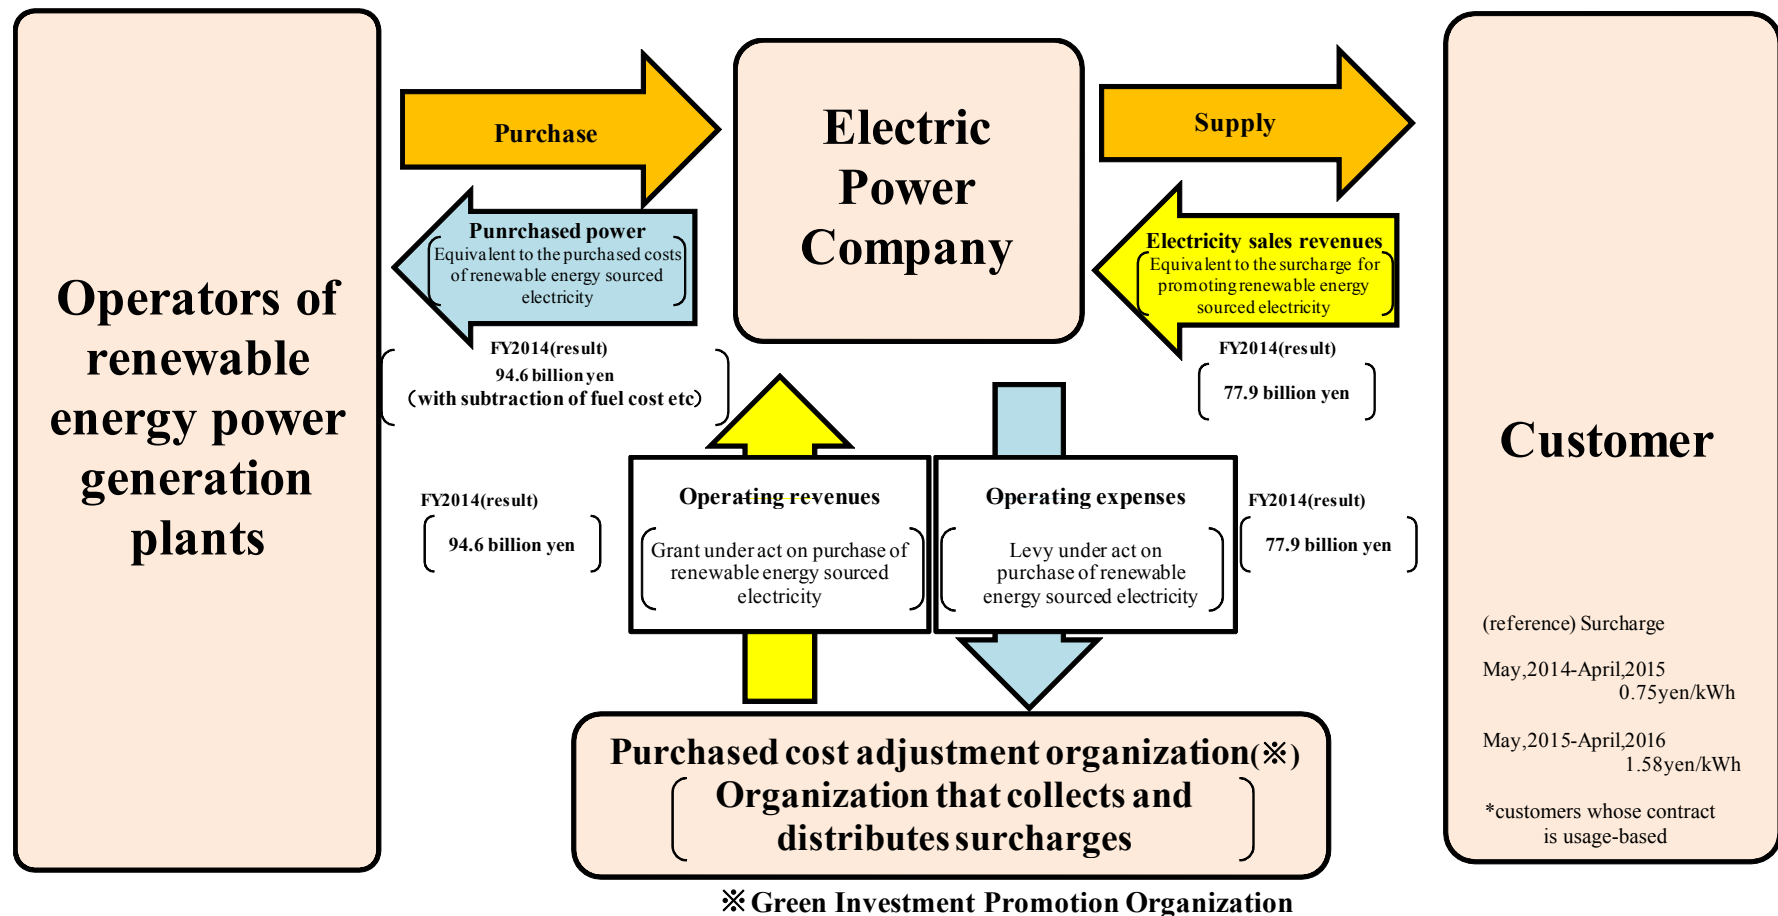 Operators of
renewable
energy power
generation
plants
Purchase
Punrchased power
Equivalent to the purchased costs
of renewable energy sourced
electricity
FY2014(result)
94.6 billion yen
(with subtraction of fuel cost etc)
FY2014(result)
94.6 billion yen
Electric
Power
Company
Operating revenues
Grant under act on purchase of
renewable energy sourced
electricity
Operating expenses
Levy under act on
purchase of renewable
energy sourced electricity
Supply
Electricity sales revenues
Equivalent to the surcharge for
promoting renewable energy
sourced electricity
FY2014(result)
77.9 billion yen
FY2014(result)
77.9 billion yen
Customer
(reference) Surcharge
May,2014-April,2015
0.75yen/kWh
May,2015-April,2016
1.58yen/kWh
*customers whose contract
is usage-based
Purchased cost adjustment organization(※)
Organization that collects and
distributes surcharges
※Green Investment Promotion Organization